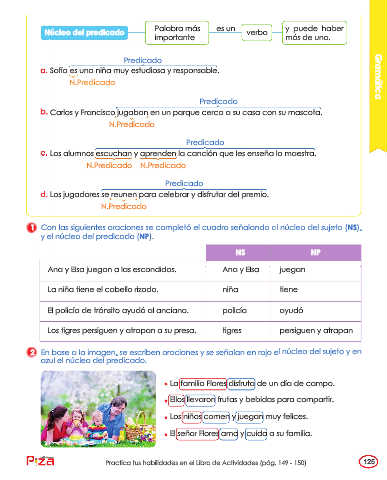 Núcleo del predicado
Palabra más importante
es un
verbo
y puede haber más de uno.
Predicado
a. Sofía es una niña muy estudiosa y responsable.
N.Predicado
Predicado
b. Carlos y Francisco jugaban en un parque cerca a su casa con su mascota.
N.Predicado
Predicado
c. Los alumnos escuchan y aprenden la canción que les enseña la maestra.
N.Predicado N.Predicado
Predicado
d. Los jugadores se reunen para celebrar y disfrutar del premio.
N.Predicado
Gramática
1 Con las siguientes oraciones se completó el cuadro señalando el núcleo del sujeto (NS),
y el núcleo del predicado (NP).
NS NP
Ana y Elsa juegan a las escondidas. Ana y Elsa juegan
La niña tiene el cabello rizado. niña tiene
El policía de tránsito ayudó al anciano. policía ayudó
Los tigres persiguen y atrapan a su presa. tigres persiguen y atrapan
2 En base a la imagen, se escriben oraciones y se señalan en rojo el núcleo del sujeto y en
azul el núcleo del predicado.
• La familia Flores disfruta de un día de campo.
• Ellos llevaron frutas y bebidas para compartir.
• Los niños comen y juegan muy felices.
• El señor Flores ama y cuida a su familia.
Practica tus habilidades en el Libro de Actividades (pág. 149 - 150)
125